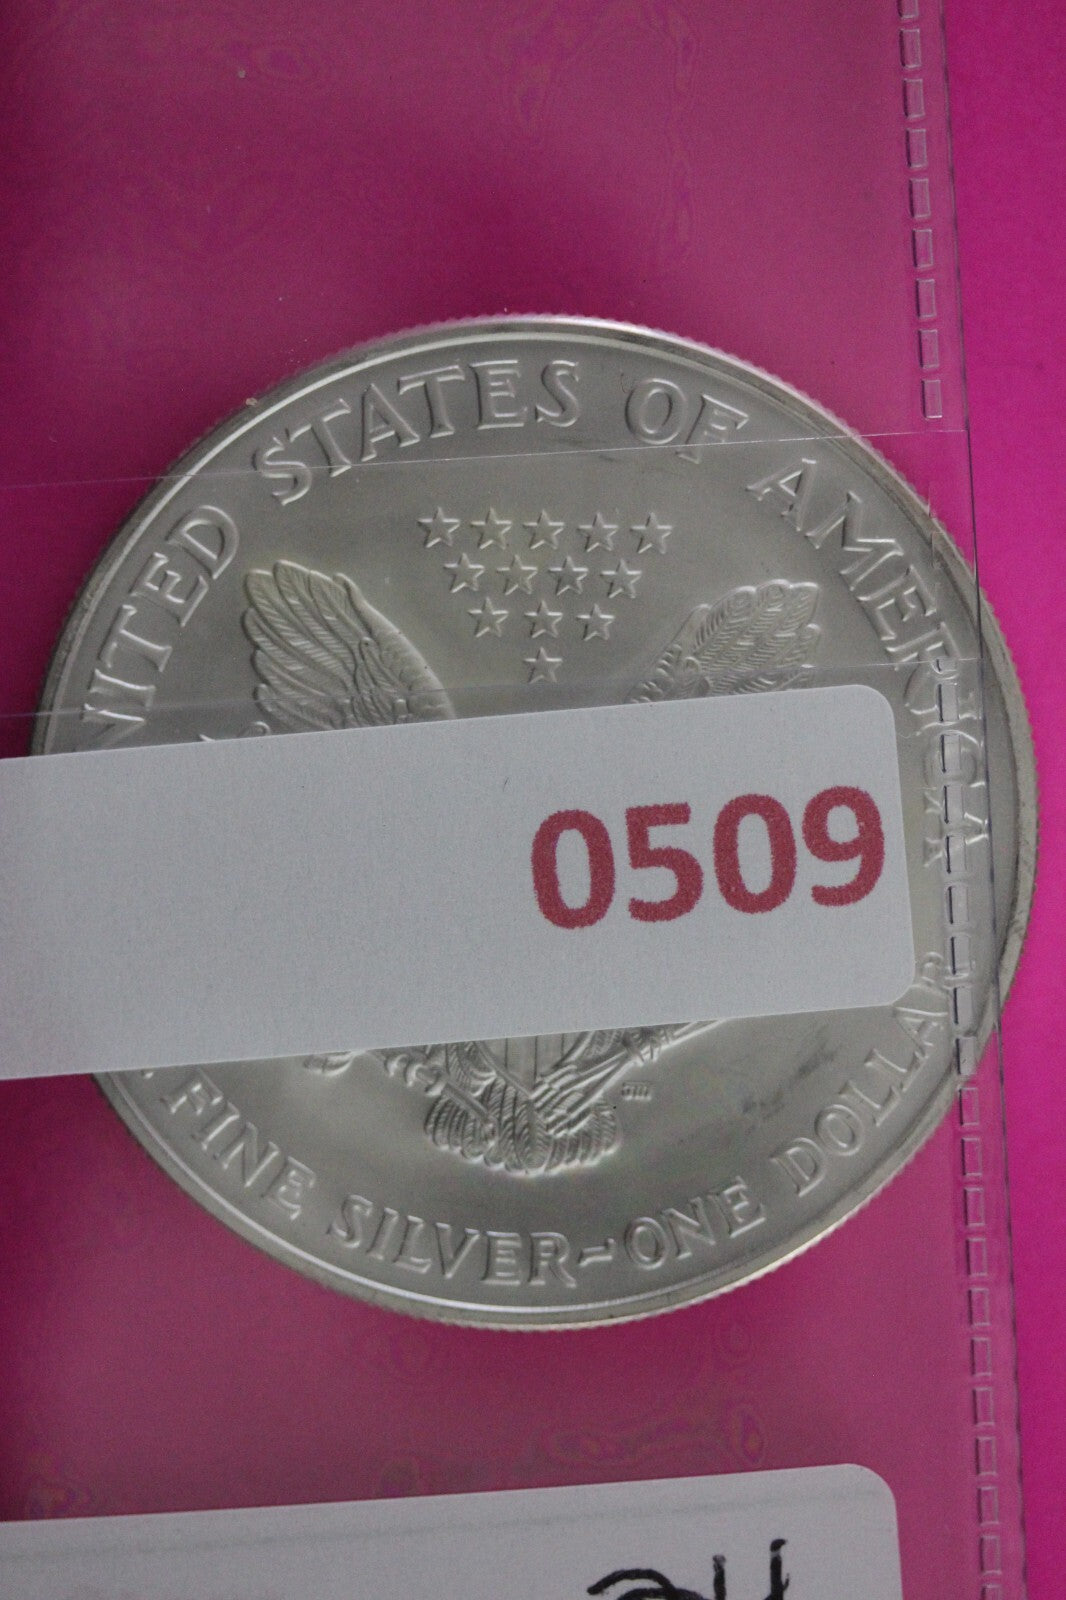 UNITED STATES OF AMERICA
0509
FINE SILVER~ONE DOLLAR